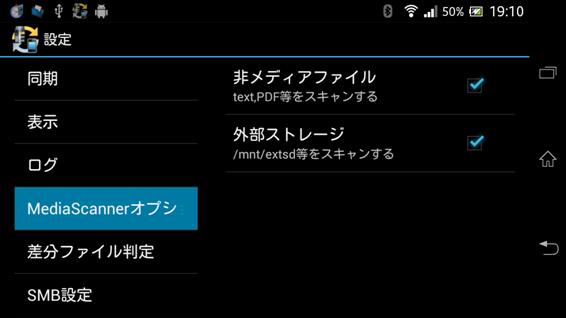 50% 19:10
設定
同期
表示
ログ
MediaScannerオプシ
差分ファイル判定
SMB設定
非メディアファイル
text,PDF等をスキャンする
外部ストレージ
/mnt/extsd等をスキャンする